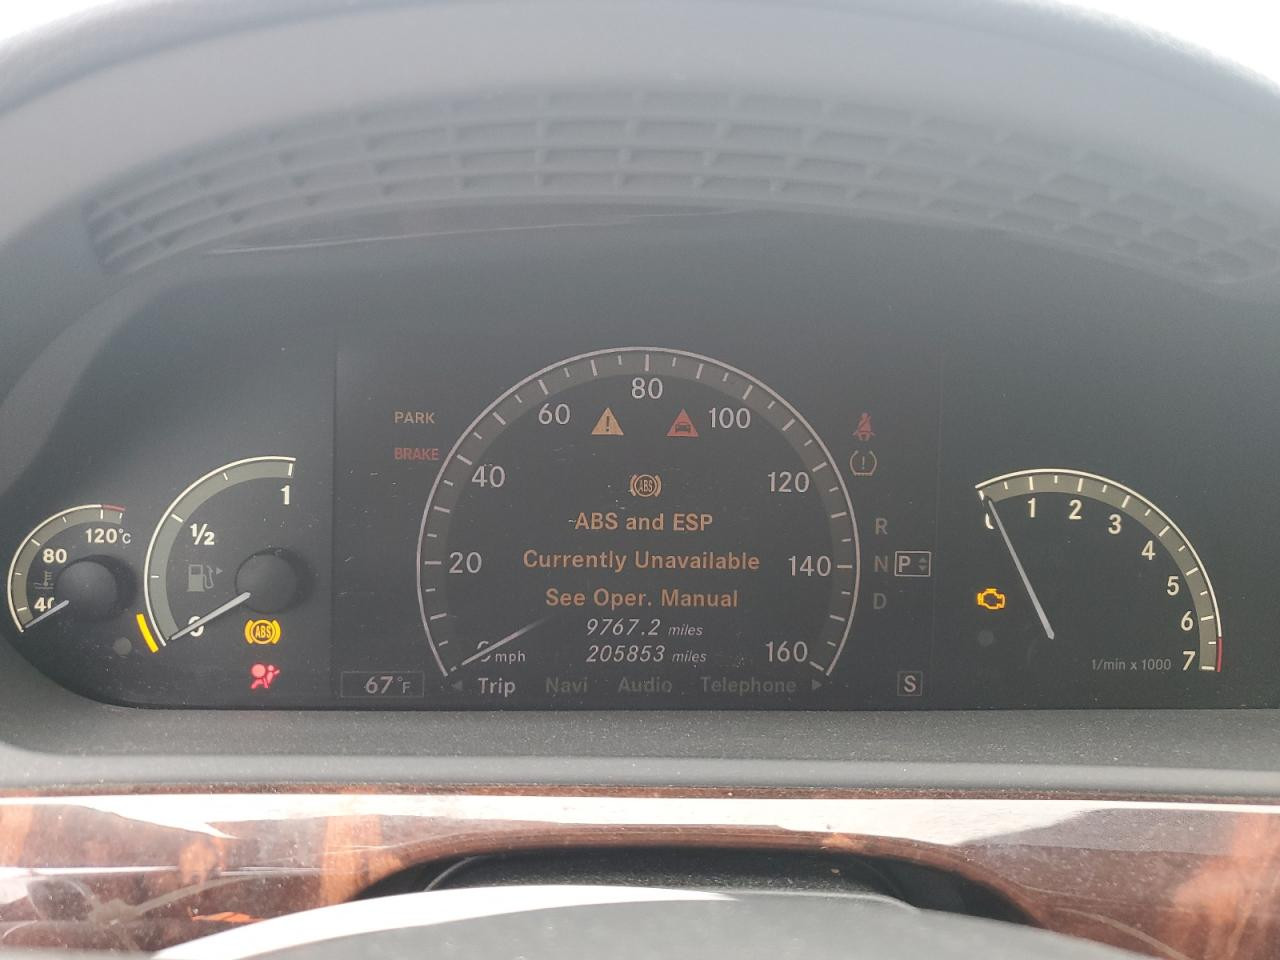 PARK
BRAKE
20
40
60
80
100
120
140
160
ABS
ABS and ESP
Currently Unavailable
See Oper. Manual
9767.2 miles
205853 miles
mph
Trip Navi Audio Telephone
67°F
R
N P
D
S
40
80
120°C
½
1
ABS
1
2
3
4
5
6
7
1/min x 1000